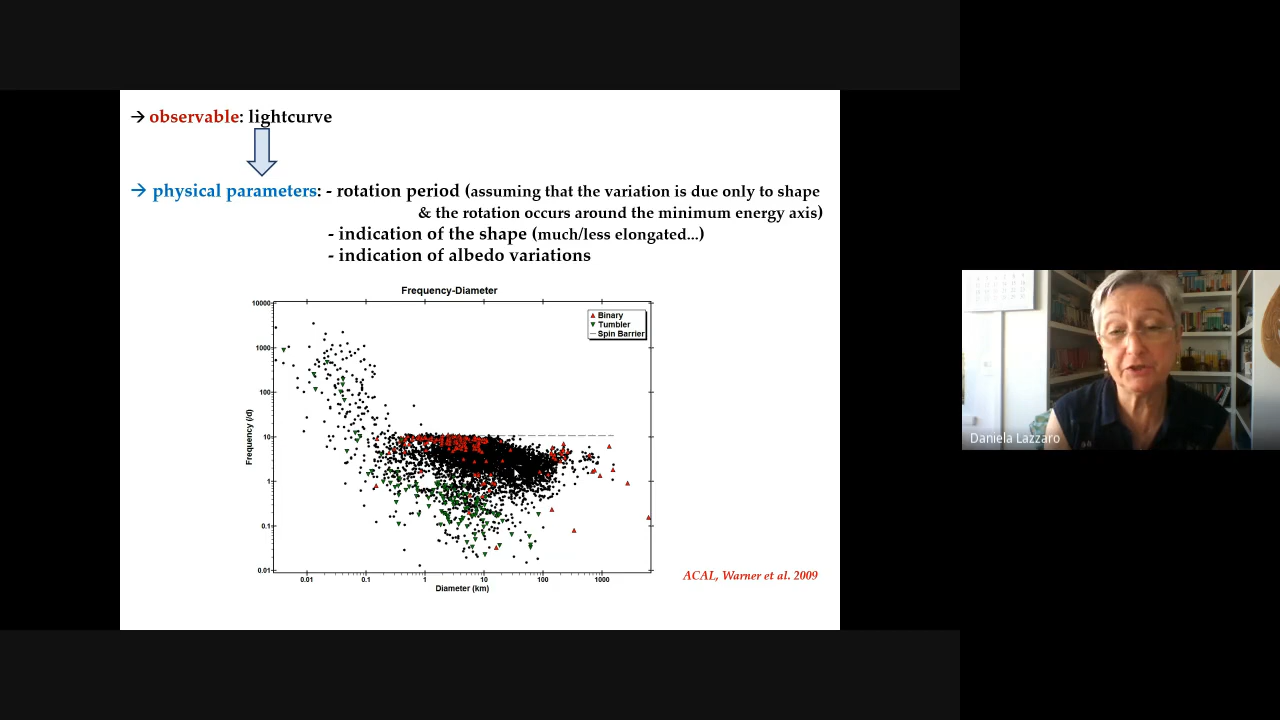 → observable: lightcurve
→ physical parameters: - rotation period (assuming that the variation is due only to shape
& the rotation occurs around the minimum energy axis)
- indication of the shape (much/less elongated...)
- indication of albedo variations
Frequency-Diameter
Binary
Tumbler
Spin Barrier
Frequency (/d)
10000
1000
100
10
1
0.1
0.01
0.01 0.1 1 10 100 1000
Diameter (km)
ACAL, Warner et al. 2009
Daniela Lazzaro